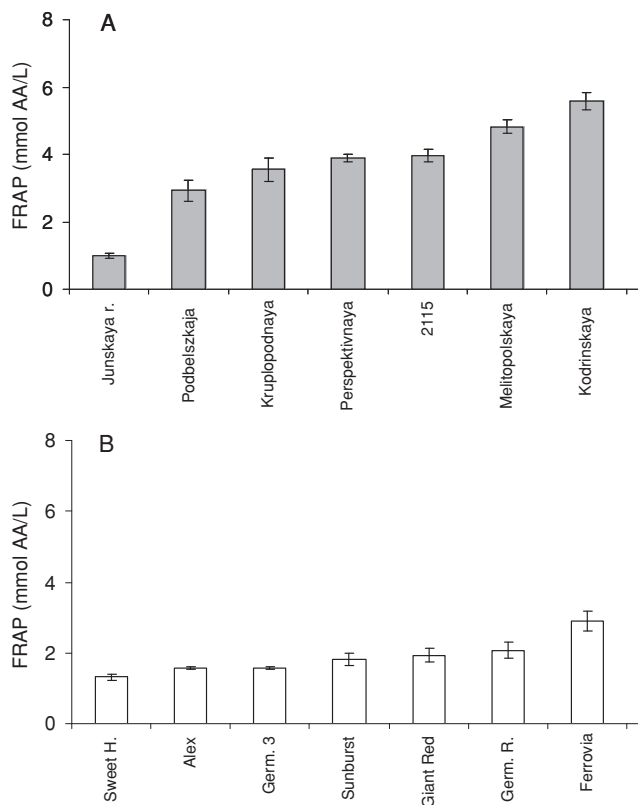 A
FRAP (mmol AA/L)
8
6
4
2
0
Junskaya r.
Podbelszkaja
Kruplopodnaya
Perspektivnaya
2115
Melitopolskaya
Kodrinskaya
B
FRAP (mmol AA/L)
8
6
4
2
0
Sweet H.
Alex
Germ. 3
Sunburst
Giant Red
Germ. R.
Ferrovia